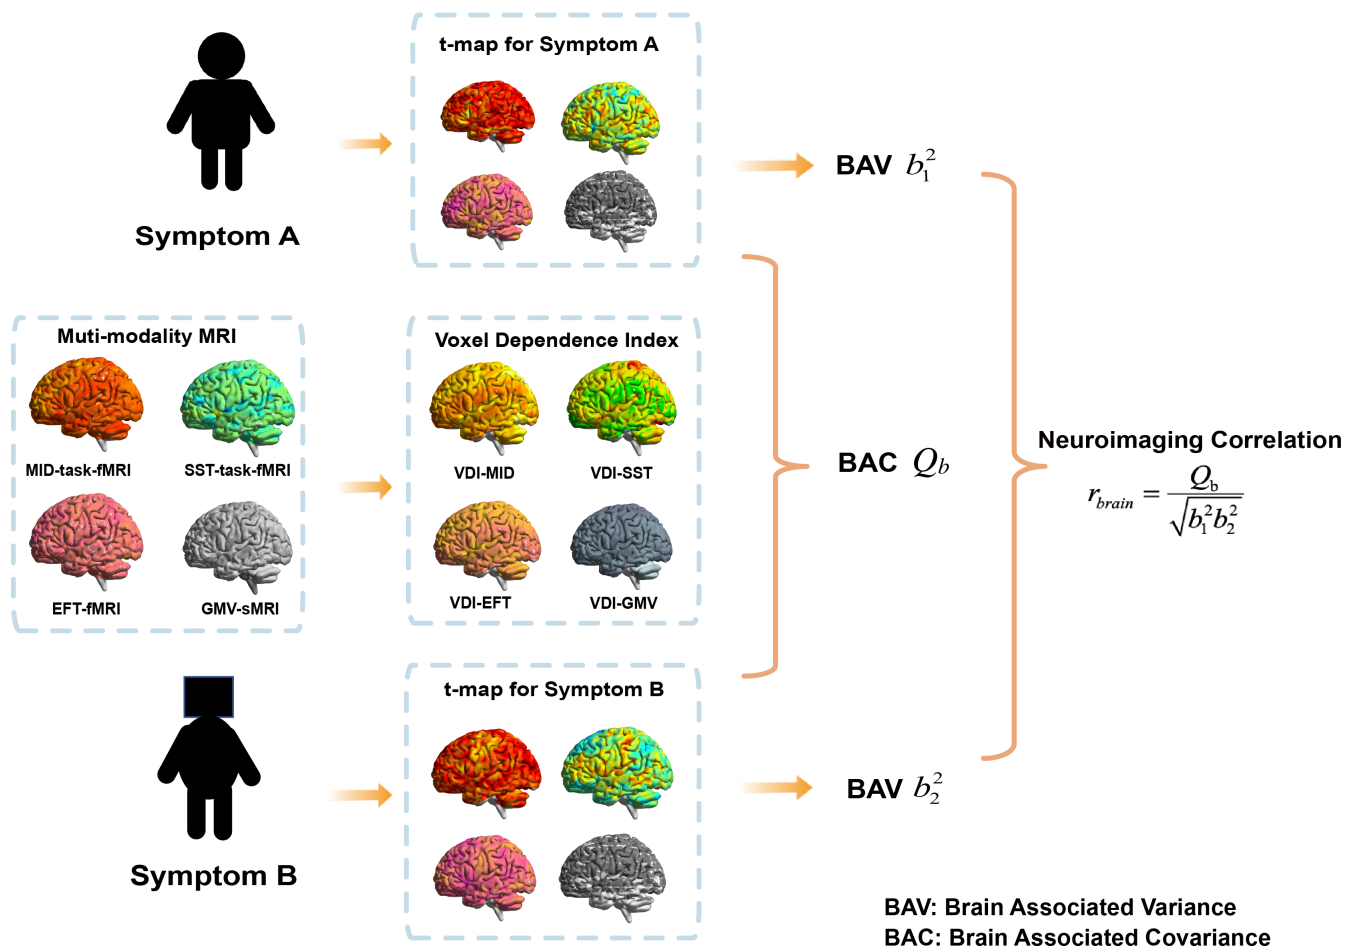 t-map for Symptom A
Symptom A
BAV b₁²
Muti-modality MRI
MID-task-fMRI
SST-task-fMRI
EFT-fMRI
GMV-sMRI
Voxel Dependence Index
VDI-MID
VDI-SST
VDI-EFT
VDI-GMV
BAC Q_b
Neuroimaging Correlation
r_brain = Q_b / √(b₁²b₂²)
t-map for Symptom B
Symptom B
BAV b₂²
BAV: Brain Associated Variance
BAC: Brain Associated Covariance